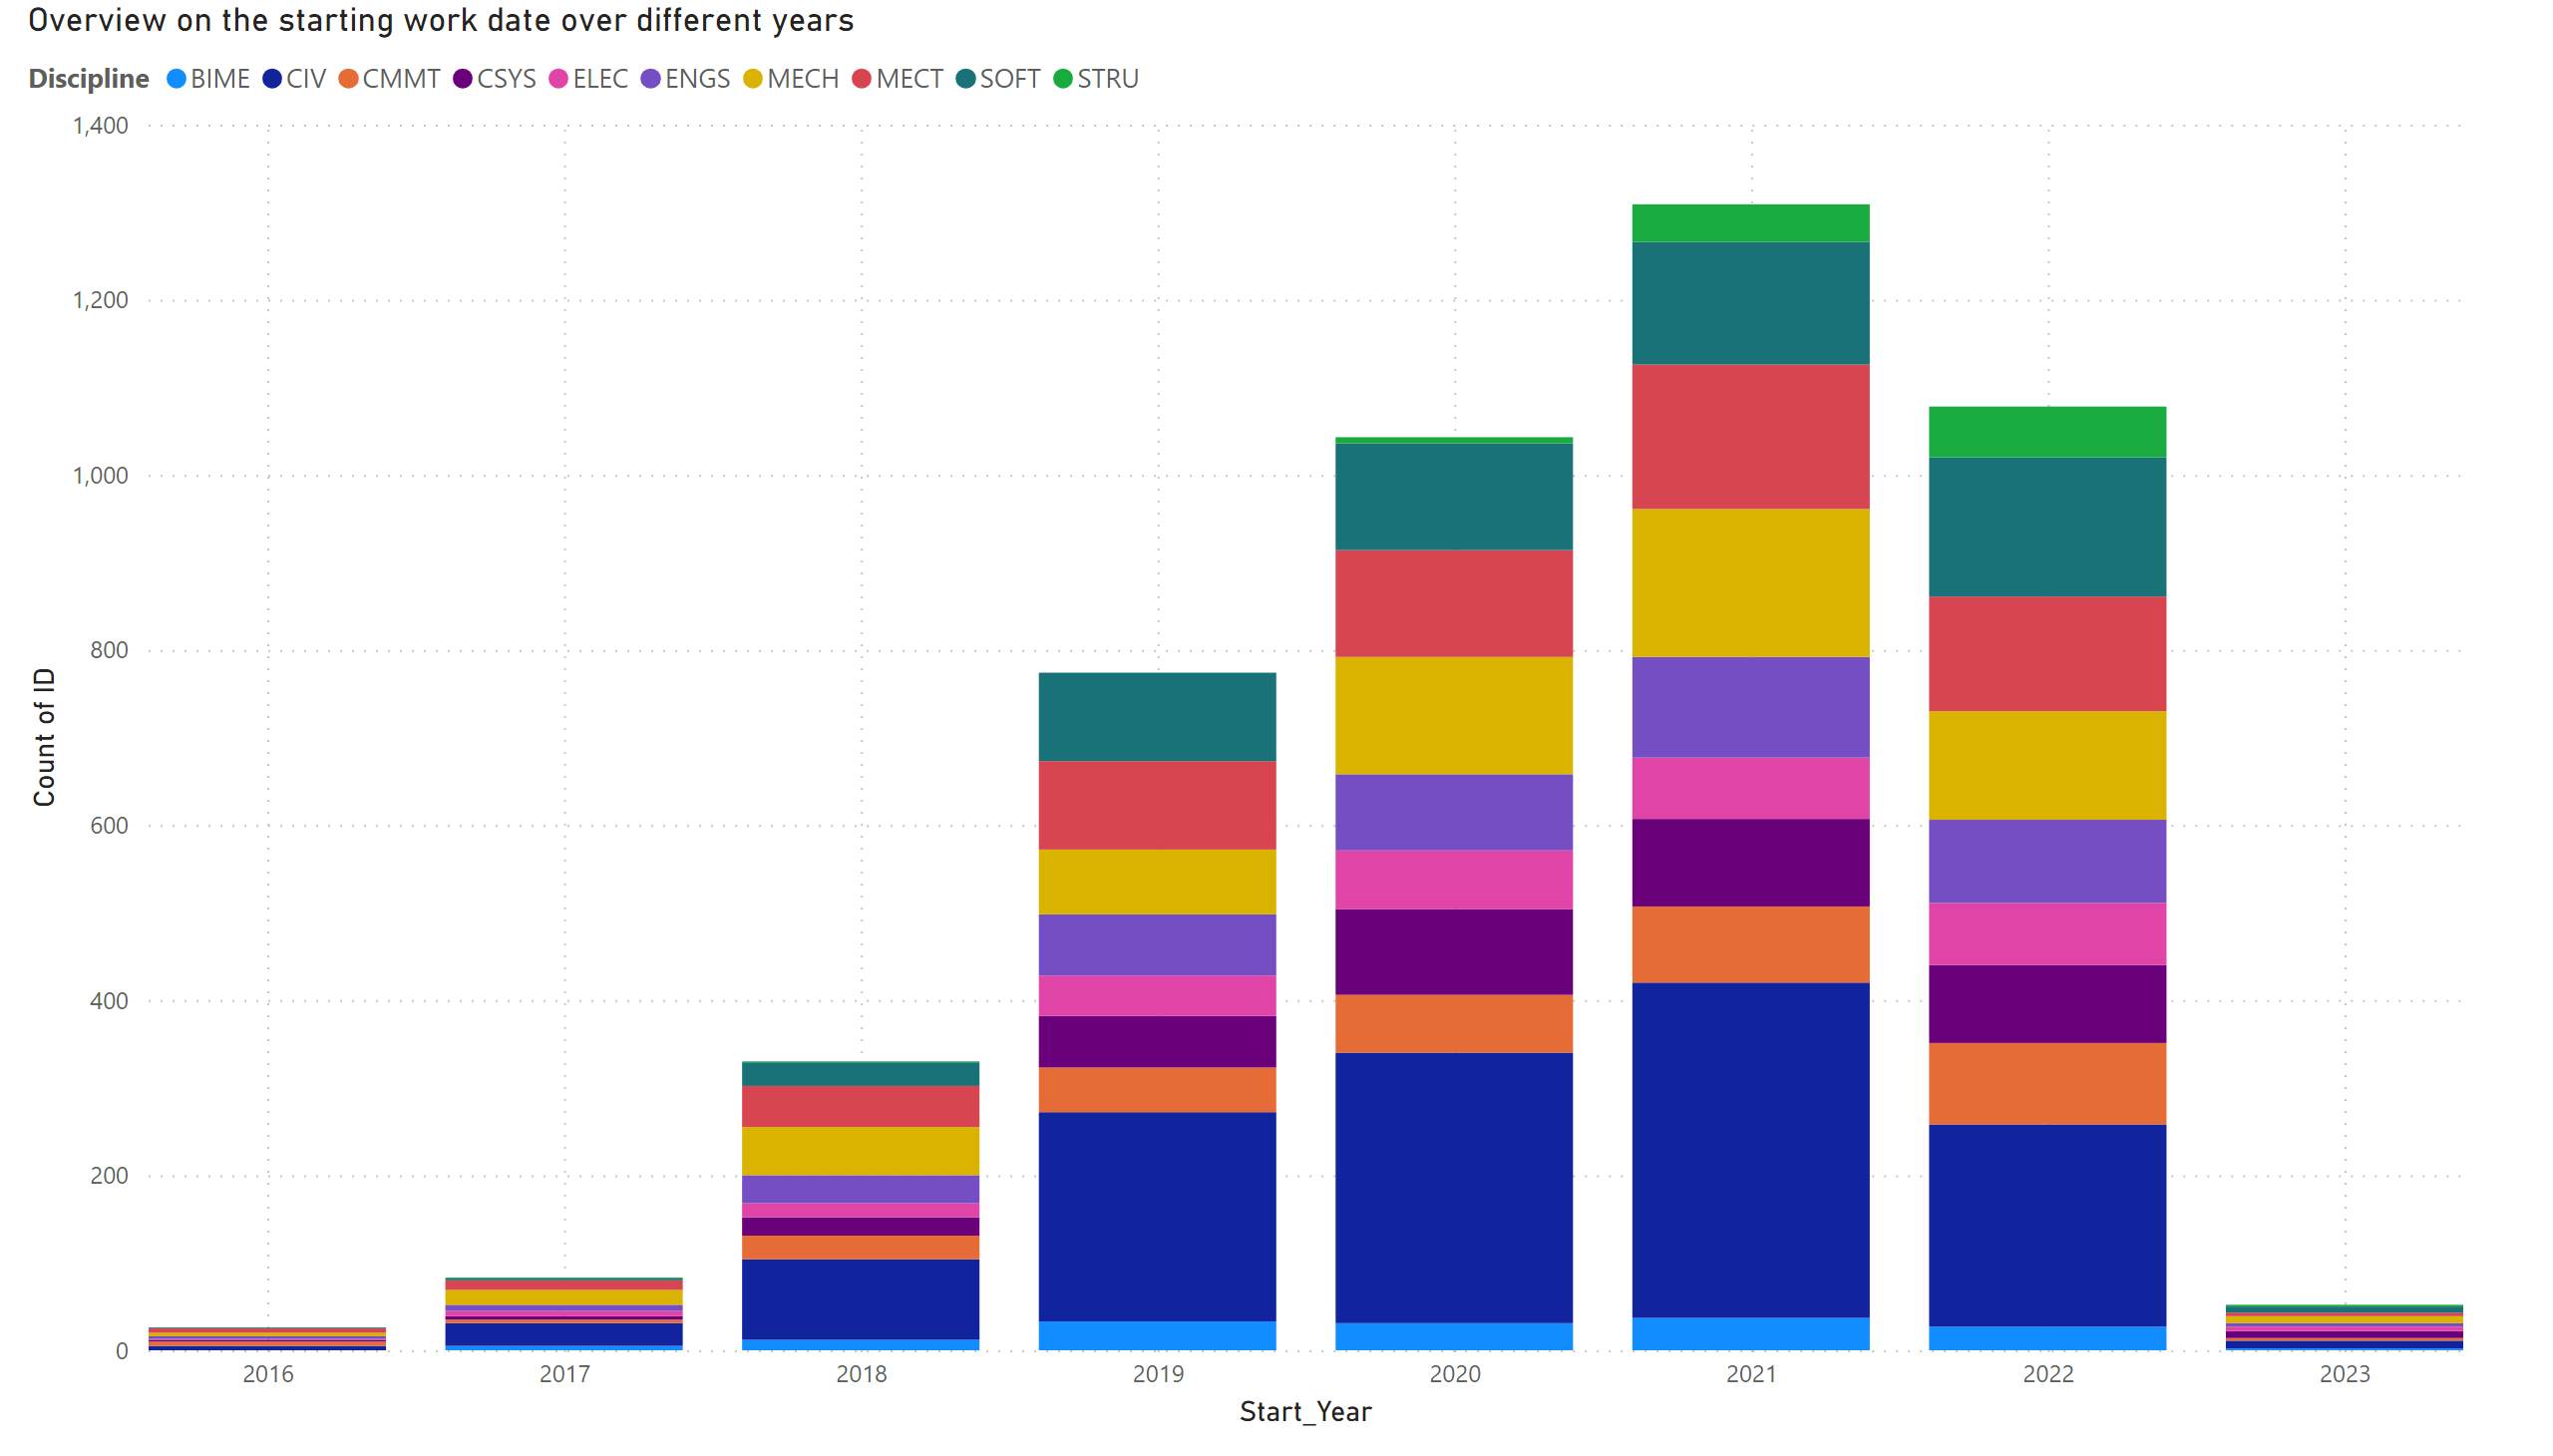 Overview on the starting work date over different years
Discipline BIME CIV CMMT CSYS ELEC ENGS MECH MECT SOFT STRU
1,400
1,200
1,000
800
600
400
200
0
Count of ID
2016 2017 2018 2019 2020 2021 2022 2023
Start_Year